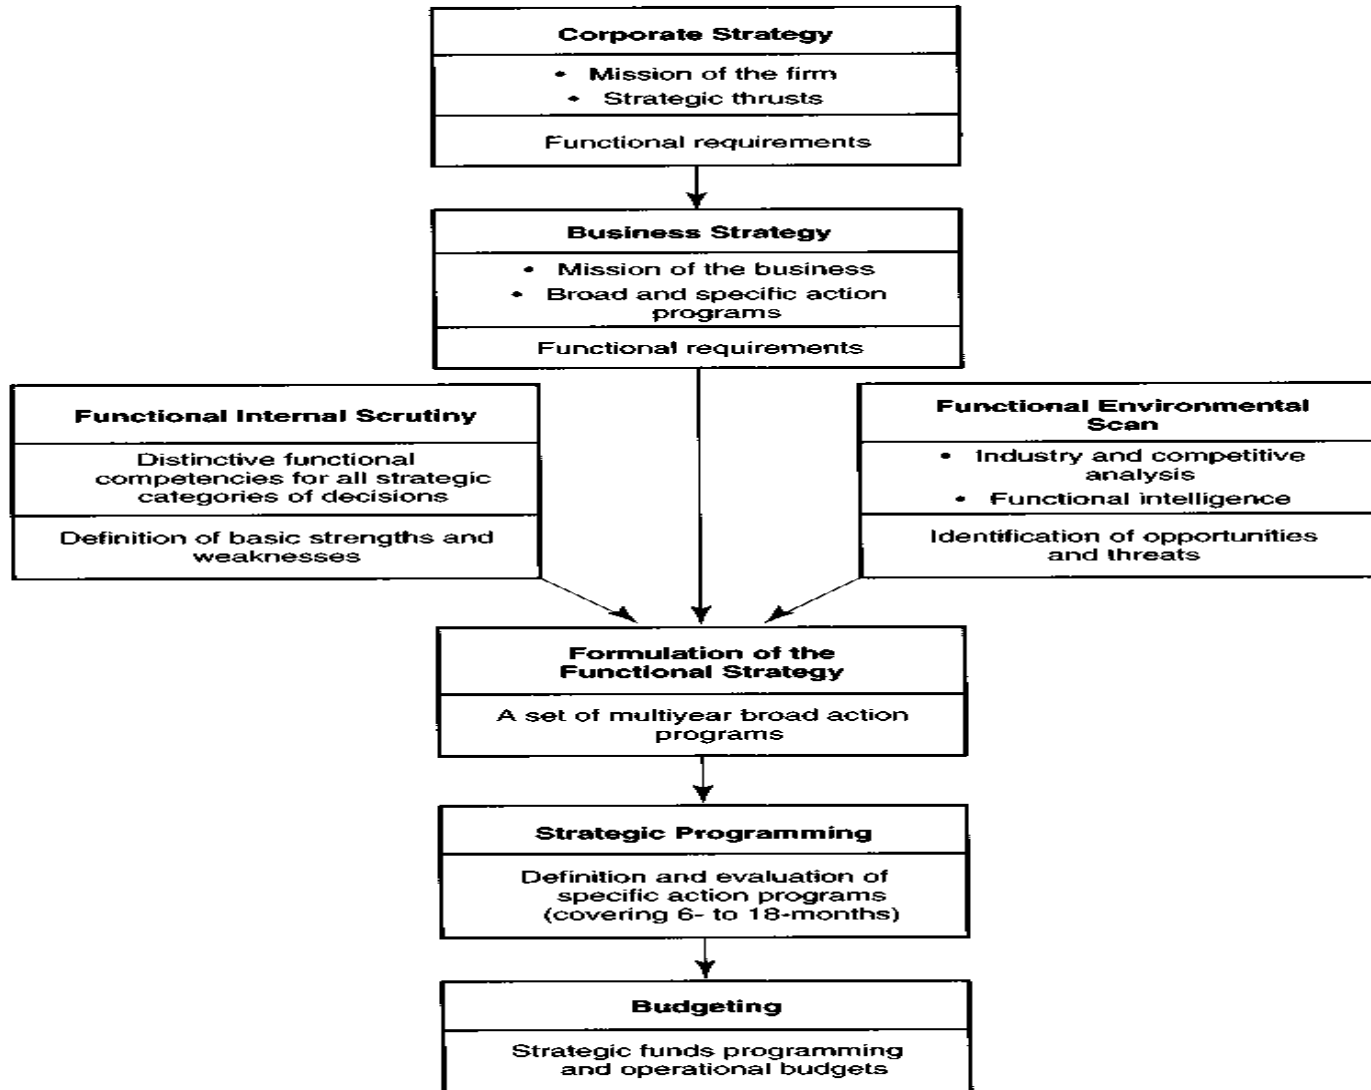 Corporate Strategy
• Mission of the firm
• Strategic thrusts
Functional requirements
Business Strategy
• Mission of the business
• Broad and specific action
programs
Functional requirements
Functional Internal Scrutiny
Distinctive functional
competencies for all strategic
categories of decisions
Definition of basic strengths and
weaknesses
Functional Environmental
Scan
• Industry and competitive
analysis
• Functional intelligence
Identification of opportunities
and threats
Formulation of the
Functional Strategy
A set of multiyear broad action
programs
Strategic Programming
Definition and evaluation of
specific action programs
(covering 6- to 18-months)
Budgeting
Strategic funds programming
and operational budgets